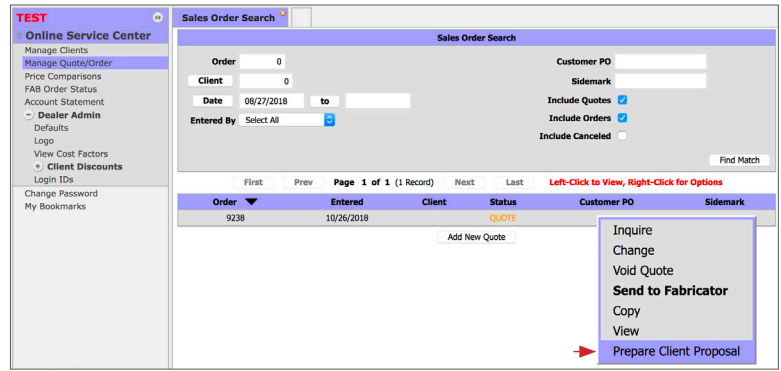 TEST
Online Service Center
Manage Clients
Manage Quote/Order
Price Comparisons
FAB Order Status
Account Statement
Dealer Admin
Defaults
Logo
View Cost Factors
Client Discounts
Login IDs
Change Password
My Bookmarks
Sales Order Search
Sales Order Search
Order 0 Customer PO
Client 0 Sidemark
Date 08/27/2018 to Include Quotes
Entered By Select All Include Orders
Include Canceled
Find Match
First Prev Page 1 of 1 (1 Record) Next Last Left-Click to View, Right-Click for Options
Order Entered Client Status Customer PO Sidemark
9238 10/26/2018 QUOTE
Add New Quote
Inquire
Change
Void Quote
Send to Fabricator
Copy
View
Prepare Client Proposal